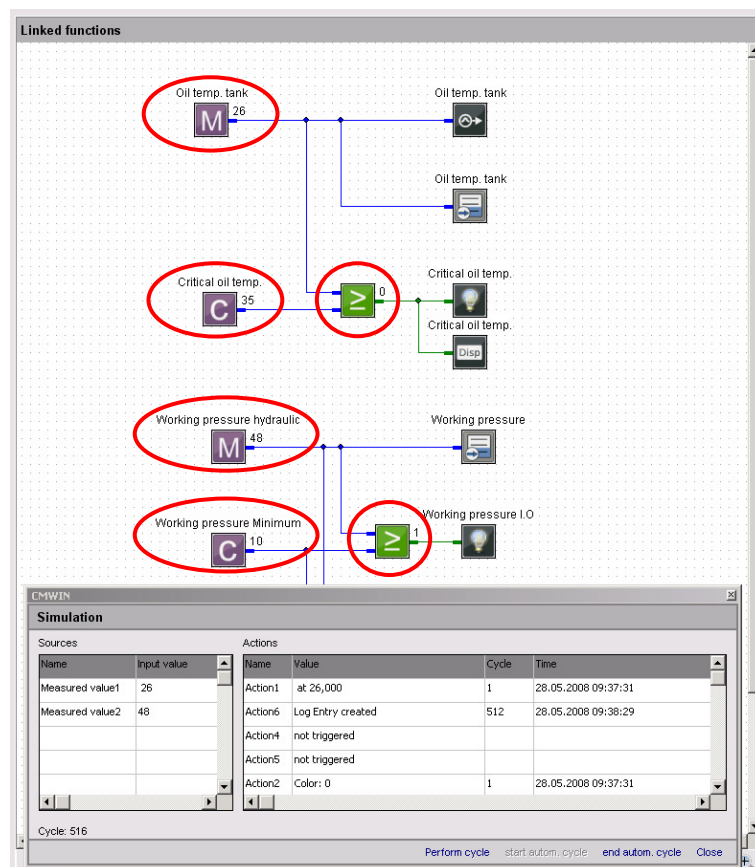 Linked functions
Oil temp. tank
Oil temp. tank
M
26
Oil temp. tank
Critical oil temp.
Critical oil temp.
C
35
≥
0
Critical oil temp.
Disp
Working pressure hydraulic
Working pressure
M
48
Working pressure Minimum
Working pressure I.O
C
10
≥
1
CMWIN
Simulation
Sources
Actions
Name Input value
Name Value Cycle Time
Measured value1 26
Action1 at 26,000 1 28.05.2008 09:37:31
Measured value2 48
Action6 Log Entry created 512 28.05.2008 09:38:29
Action4 not triggered
Action5 not triggered
Action2 Color: 0 1 28.05.2008 09:37:31
Cycle: 516
Perform cycle start autom. cycle end autom. cycle Close